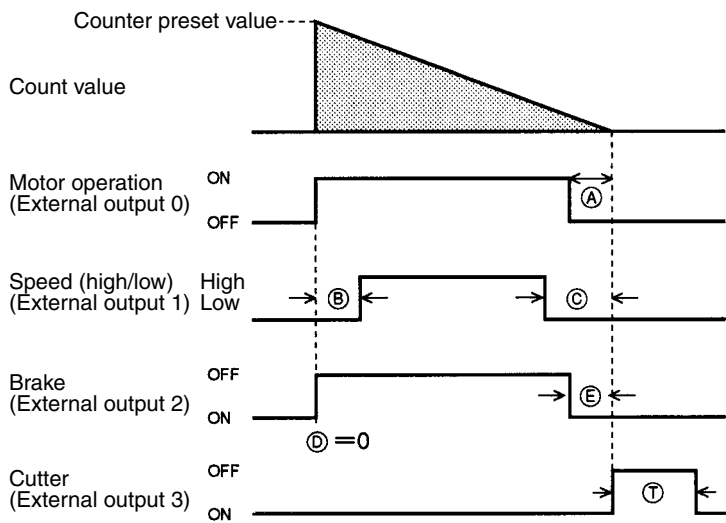 Counter preset value
Count value
Motor operation
(External output 0)
ON
OFF
A
Speed (high/low)
(External output 1)
High
Low
B
C
Brake
(External output 2)
OFF
ON
E
D = 0
Cutter
(External output 3)
OFF
ON
T